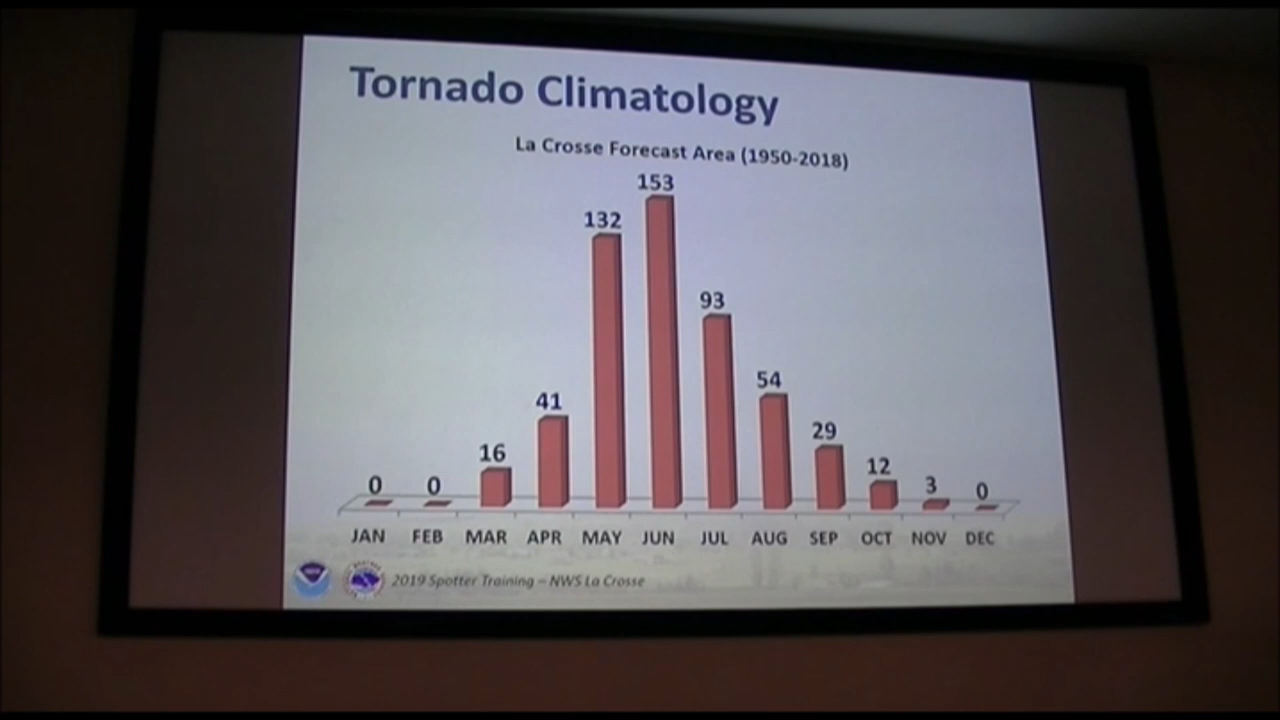 Tornado Climatology
La Crosse Forecast Area (1950-2018)
153
132
93
54
41
29
16
12
3
0 0 0
JAN FEB MAR APR MAY JUN JUL AUG SEP OCT NOV DEC
2019 Spotter Training – NWS La Crosse